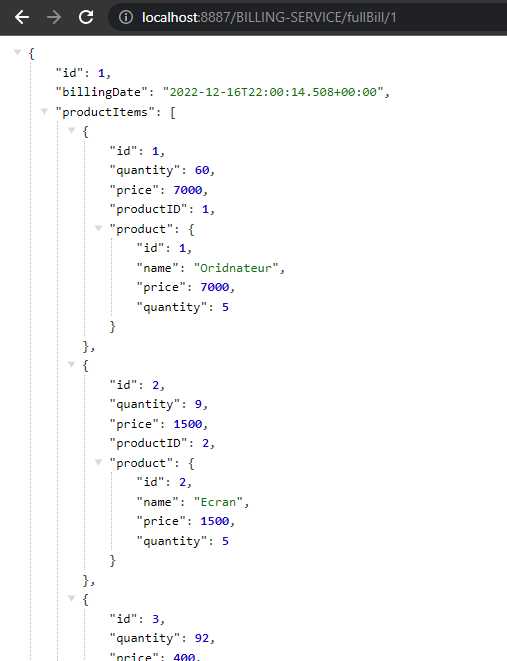 localhost:8887/BILLING-SERVICE/fullBill/1
{
"id": 1,
"billingDate": "2022-12-16T22:00:14.508+00:00",
"productItems": [
{
"id": 1,
"quantity": 60,
"price": 7000,
"productID": 1,
"product": {
"id": 1,
"name": "Oridnateur",
"price": 7000,
"quantity": 5
}
},
{
"id": 2,
"quantity": 9,
"price": 1500,
"productID": 2,
"product": {
"id": 2,
"name": "Ecran",
"price": 1500,
"quantity": 5
}
},
{
"id": 3,
"quantity": 92,
"price": 400,